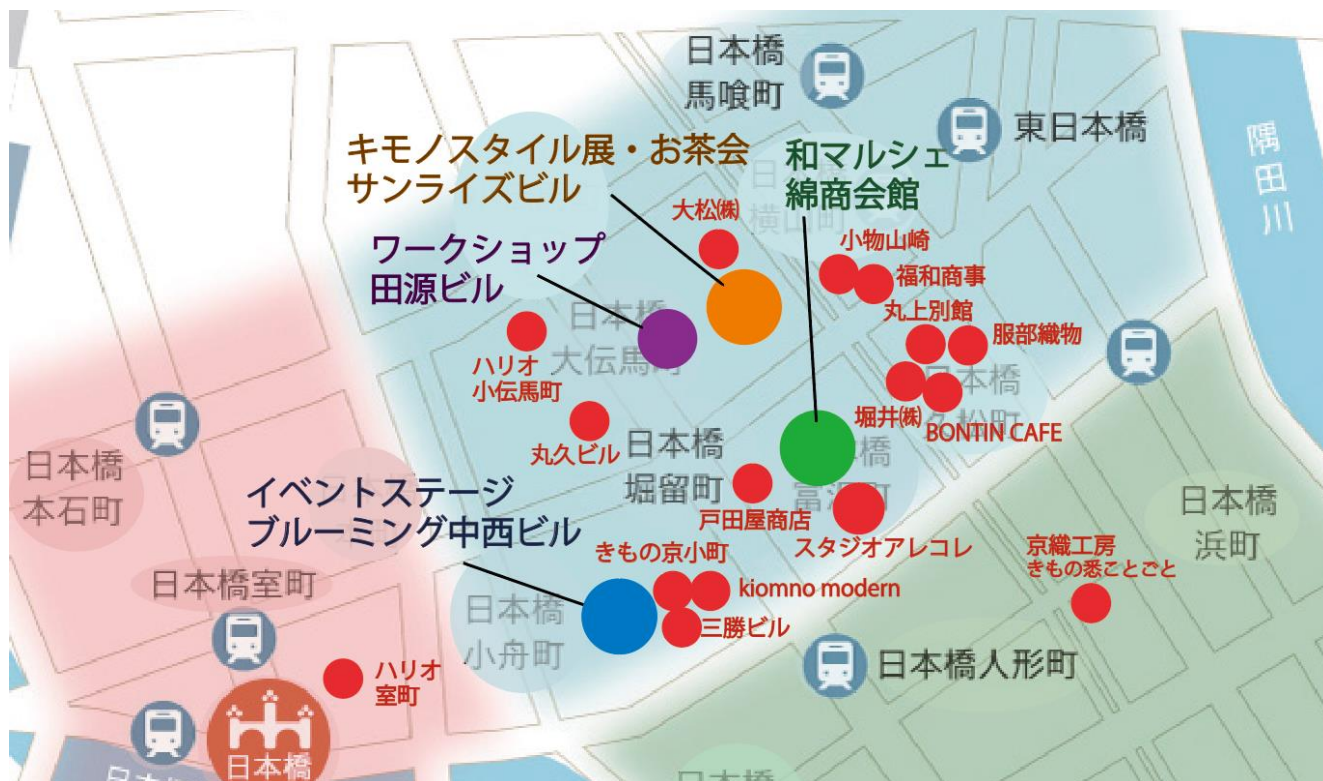 日本橋
馬喰町
東日本橋
隅田川
キモノスタイル展・お茶会
サンライズビル
和マルシェ
綿商会館
日本橋
横山町
大松㈱
小物山崎
福和商事
ワークショップ
田源ビル
丸上別館
服部織物
日本橋
大伝馬町
ハリオ
小伝馬町
日本橋
久松町
堀井㈱
BONTIN CAFE
丸久ビル
日本橋
堀留町
日本橋
本石町
イベントステージ
ブルーミング中西ビル
戸田屋商店
スタジオアレコレ
日本橋
浜町
京織工房
きもの悉ことごと
きもの京小町
kiomno modern
三勝ビル
日本橋室町
日本橋
小舟町
日本橋人形町
ハリオ
室町
日本橋
日本橋